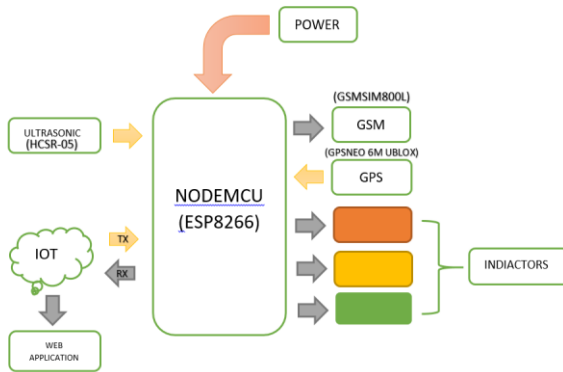 POWER
(GSMSIM800L)
GSM
ULTRASONIC
(HCSR-05)
(GPSNEO 6M UBLOX)
GPS
NODEMCU
(ESP8266)
IOT
TX
RX
INDIACTORS
WEB
APPLICATION